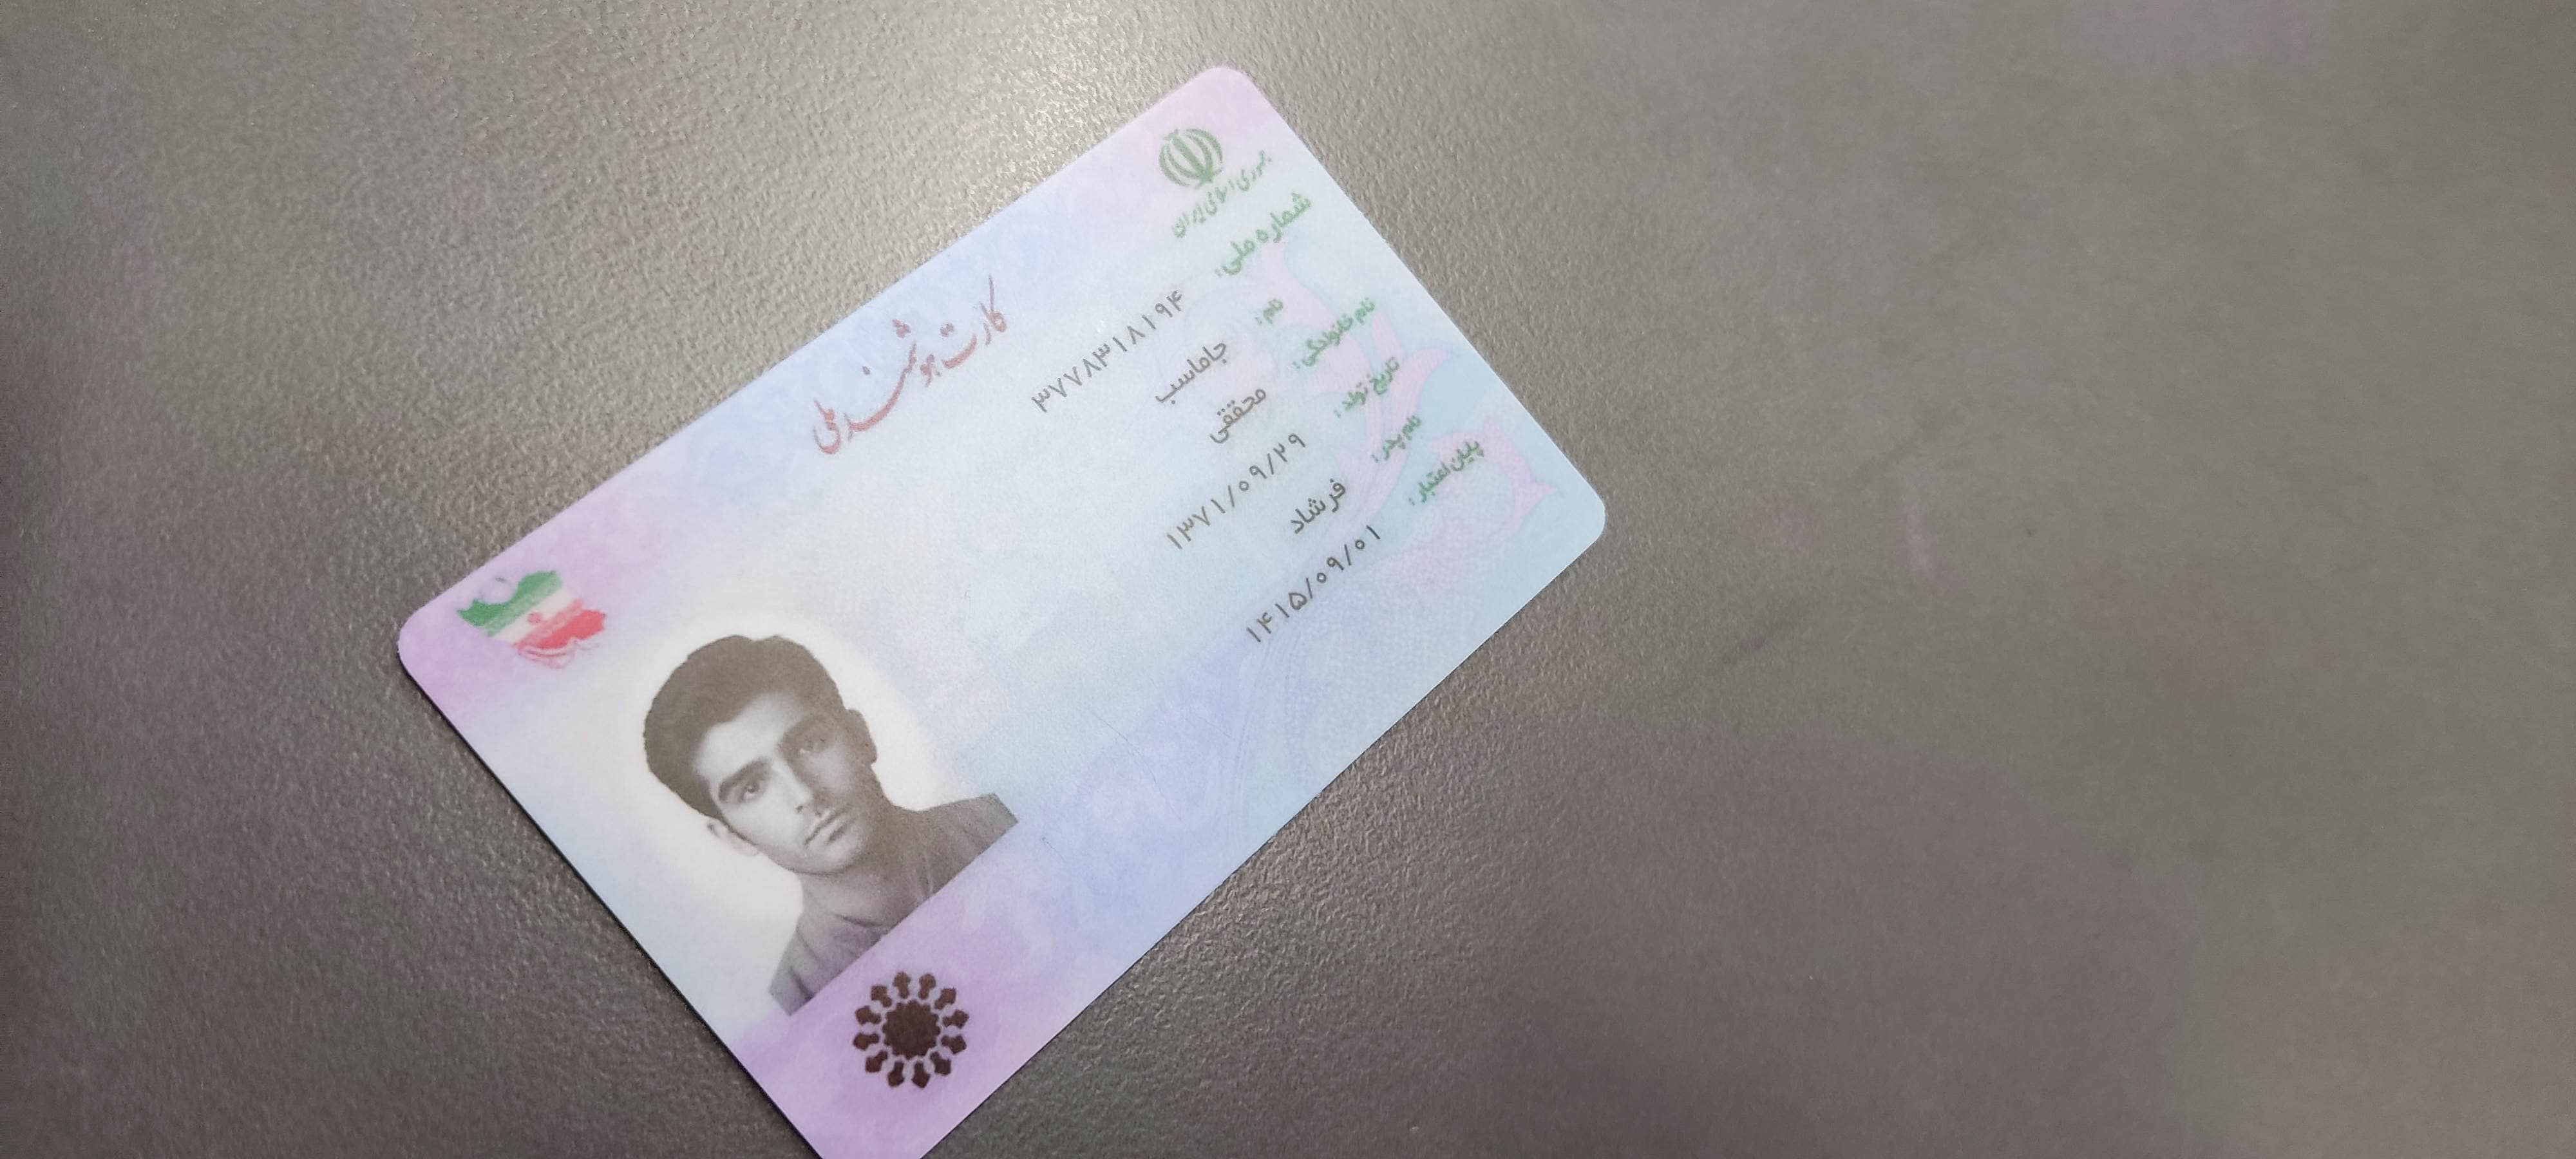 جمهوری اسلامی ایران
کارت هوشمند ملی
شماره ملی: ۳۷۷۸۳۱۸۱۹۴
نام: جاماسب
نام خانوادگی: محققی
تاریخ تولد: ۱۳۷۱/۰۹/۲۹
نام پدر: فرشاد
پایان اعتبار: ۱۴۱۵/۰۹/۰۱